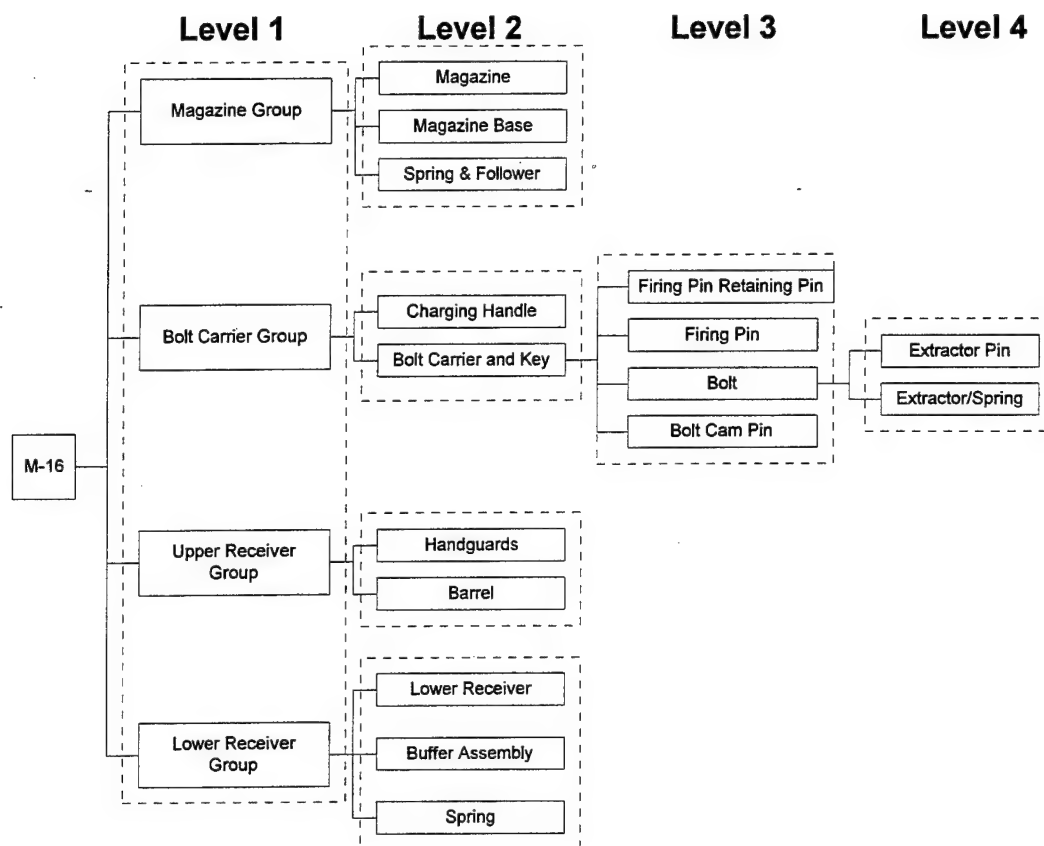 Level 1
Level 2
Level 3
Level 4
M-16
Magazine Group
Magazine
Magazine Base
Spring & Follower
Bolt Carrier Group
Charging Handle
Bolt Carrier and Key
Firing Pin Retaining Pin
Firing Pin
Bolt
Bolt Cam Pin
Extractor Pin
Extractor/Spring
Upper Receiver
Group
Handguards
Barrel
Lower Receiver
Group
Lower Receiver
Buffer Assembly
Spring